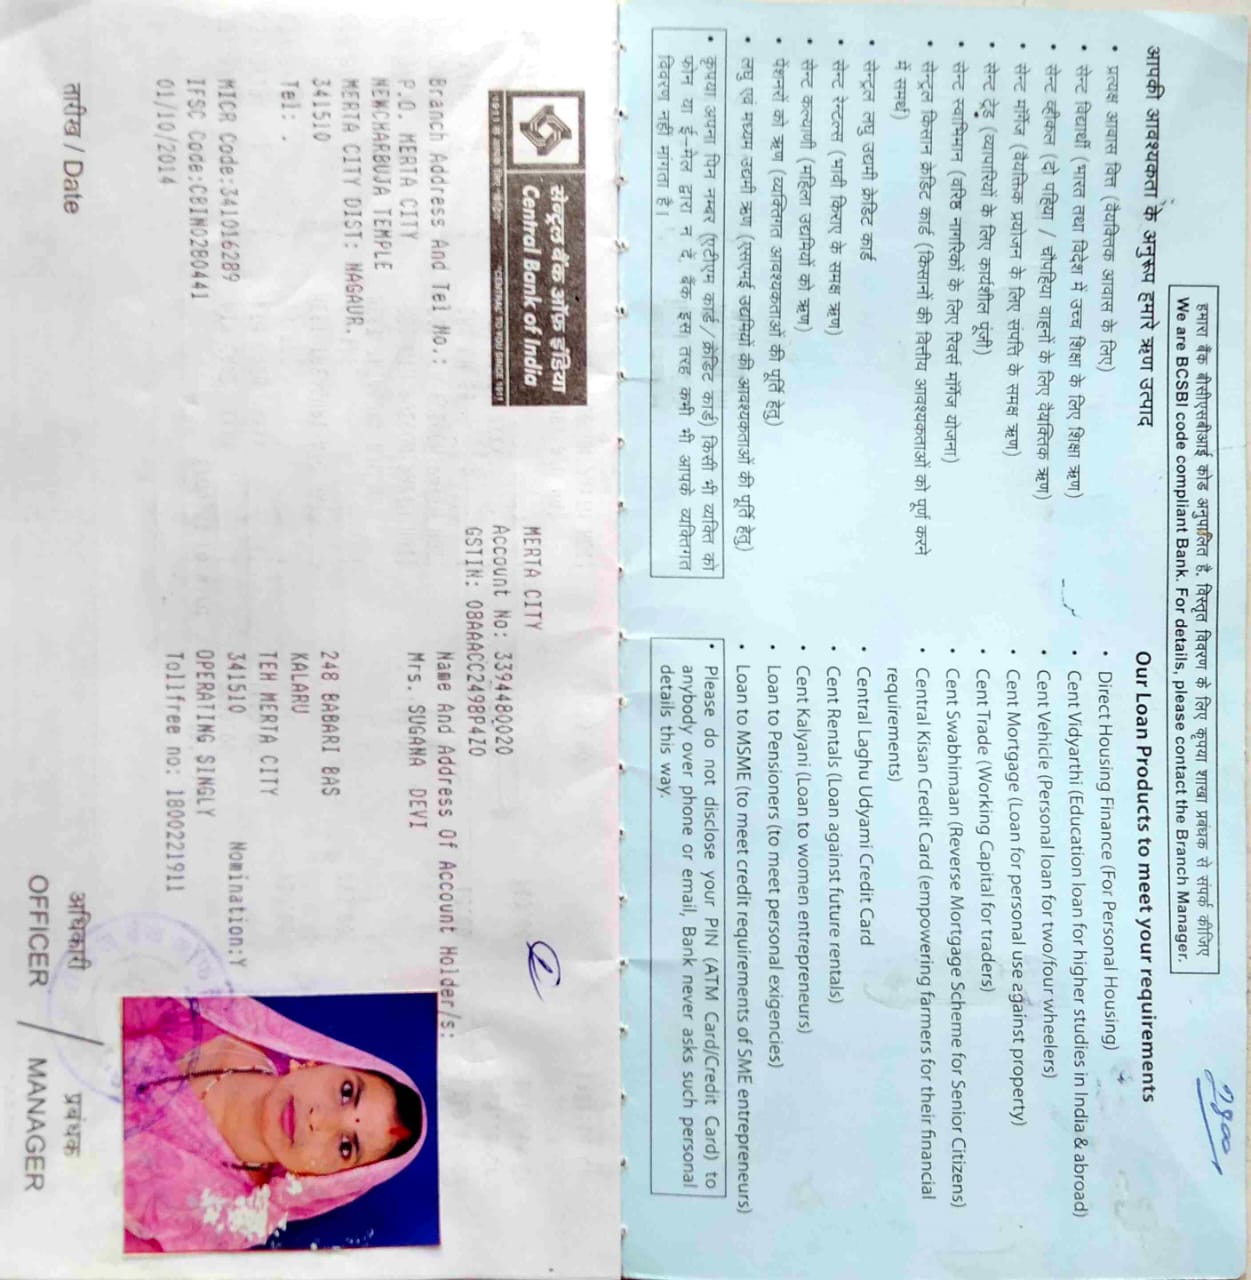 हमारा बैंक बीसीएसबीआई कोड अनुपालित है. विस्तृत विवरण के लिए कृपया शाखा प्रबंधक से संपर्क कीजिए
We are BCSBI code compliant Bank. For details, please contact the Branch Manager.
आपकी आवश्यकता के अनुरूप हमारे ऋण उत्पाद
• प्रत्यक्ष आवास वित्त (वैयक्तिक आवास के लिए)
• सेन्ट विद्यार्थी (भारत तथा विदेश में उच्च शिक्षा के लिए शिक्षा ऋण)
• सेन्ट व्हीकल (दो पहिया / चौपहिया वाहनों के लिए वैयक्तिक ऋण)
• सेन्ट मॉर्गेज (वैयक्तिक प्रयोजन के लिए संपत्ति के समक्ष ऋण)
• सेन्ट ट्रेड (व्यापारियों के लिए कार्यशील पूंजी)
• सेन्ट स्वाभिमान (वरिष्ठ नागरिकों के लिए रिवर्स मॉर्गेज योजना)
• सेन्ट्रल किसान क्रेडिट कार्ड (किसानों की वित्तीय आवश्यकताओं को पूर्ण करने
में समर्थ)
• सेन्ट्रल लघु उद्यमी क्रेडिट कार्ड
• सेन्ट रेन्टल्स (भावी किराए के समक्ष ऋण)
• सेन्ट कल्याणी (महिला उद्यमियों को ऋण)
• पेंशनरों को ऋण (व्यक्तिगत आवश्यकताओं की पूर्ति हेतु)
• लघु एवं मध्यम उद्यमी ऋण (एसएमई उद्यमियों की आवश्यकताओं की पूर्ति हेतु)
• कृपया अपना पिन नम्बर (एटीएम कार्ड/क्रेडिट कार्ड) किसी भी व्यक्ति को
फोन या ई-मेल द्वारा न दें, बैंक इस तरह कभी भी आपके व्यक्तिगत
विवरण नहीं मांगता है।
2800
Our Loan Products to meet your requirements
• Direct Housing Finance (For Personal Housing)
• Cent Vidyarthi (Education loan for higher studies in India & abroad)
• Cent Vehicle (Personal loan for two/four wheelers)
• Cent Mortgage (Loan for personal use against property)
• Cent Trade (Working Capital for traders)
• Cent Swabhimaan (Reverse Mortgage Scheme for Senior Citizens)
• Central Kisan Credit Card (empowering farmers for their financial
requirements)
• Central Laghu Udyami Credit Card
• Cenat Rentals (Loan against future rentals)
• Cent Kalyani (Loan to women entrepreneurs)
• Loan to Pensioners (to meet personal exigencies)
• Loan to MSME (to meet credit requirements of SME entrepreneurs)
• Please do not disclose your PIN (ATM Card/Credit Card) to
anybody over phone or email, Bank never asks such personal
details this way.
सेन्ट्रल बैंक ऑफ़ इंडिया
Central Bank of India
"CENTRAL TO YOU SINCE 1911
Branch Address And Tel No.:
P.O. MERTA CITY
NEWCHARBUJA TEMPLE
MERTA CITY DIST: NAGAUR.
341510
Tel: .
MICR Code:341016289
IFSC Code:CBIN0280441
01/10/2014
तारीख / Date
MERTA CITY
Account No: 3394480020
GSTIN: 08AAACC2498P4ZO
Name And Address Of Account Holder/s:
Mrs. SUGANA DEVI
248 BABARI BAS
KALARU
TEH MERTA CITY
341510 Nomination:Y
OPERATING SINGLY
Tollfree no: 1800221911
अधिकारी / प्रबंधक
OFFICER / MANAGER